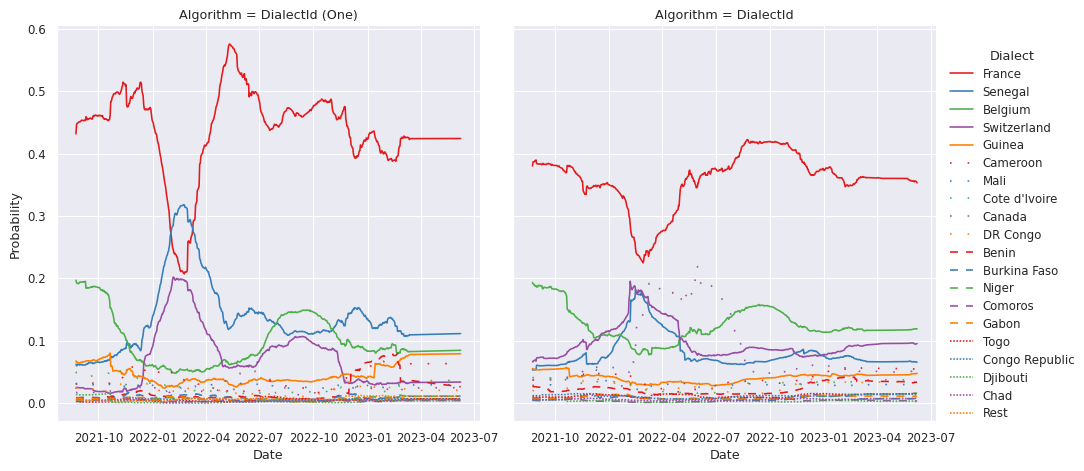 Algorithm = DialectId (One)
Algorithm = DialectId
Probability
0.6
0.5
0.4
0.3
0.2
0.1
0.0
2021-10 2022-01 2022-04 2022-07 2022-10 2023-01 2023-04 2023-07
Date
2021-10 2022-01 2022-04 2022-07 2022-10 2023-01 2023-04 2023-07
Date
Dialect
France
Senegal
Belgium
Switzerland
Guinea
Cameroon
Mali
Cote d'Ivoire
Canada
DR Congo
Benin
Burkina Faso
Niger
Comoros
Gabon
Togo
Congo Republic
Djibouti
Chad
Rest